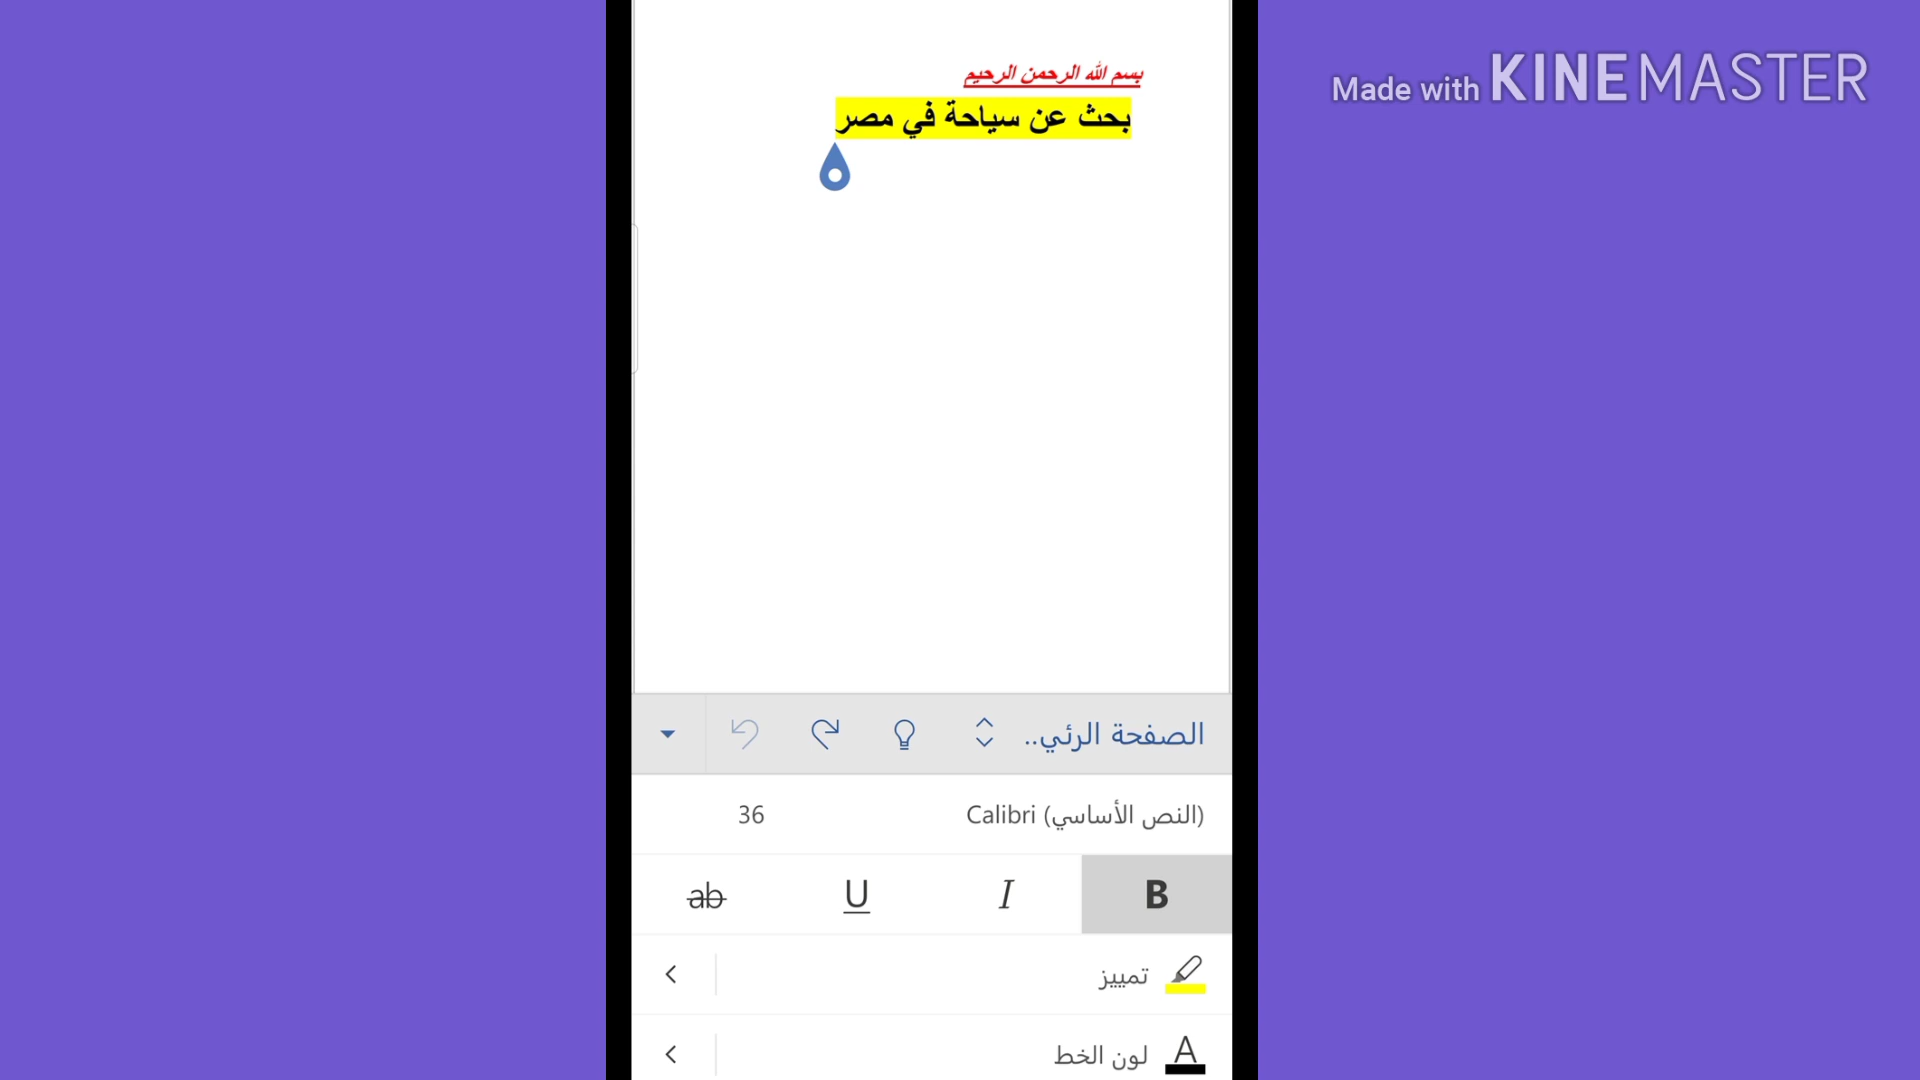 Made with KINEMASTER
بسم الله الرحمن الرحيم
بحث عن سياحة في مصر
الصفحة الرئي..
(النص الأساسي) Calibri 36
B I U ab
تمييز
A لون الخط